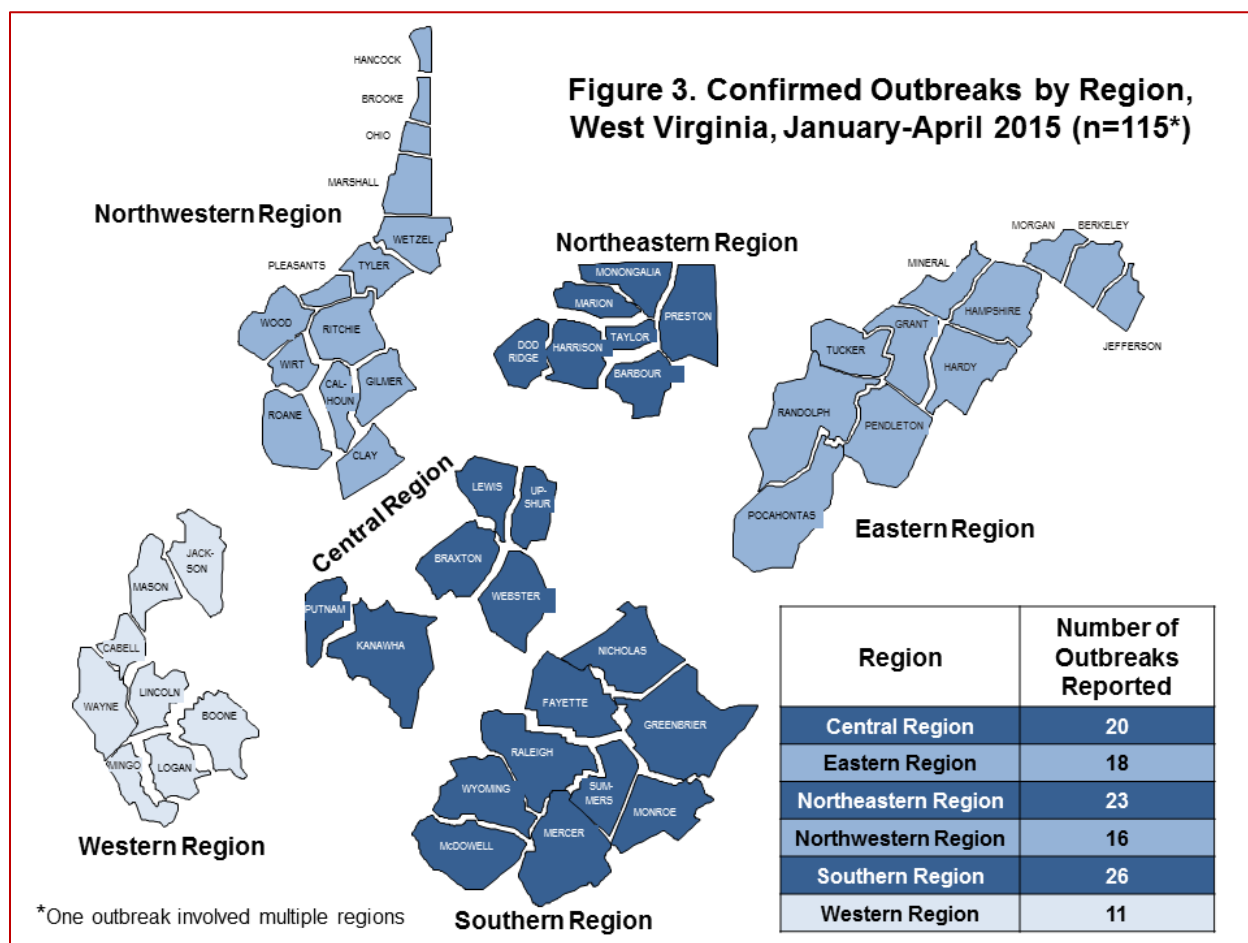 Figure 3. Confirmed Outbreaks by Region,
West Virginia, January-April 2015 (n=115*)
HANCOCK
BROOKE
OHIO
MARSHALL
Northwestern Region
WETZEL
PLEASANTS
TYLER
WOOD
RITCHIE
WIRT
CAL-
HOUN
GILMER
ROANE
CLAY
Northeastern Region
MONONGALIA
MARION
PRESTON
TAYLOR
DOD
RIDGE
HARRISON
BARBOUR
MORGAN
BERKELEY
MINERAL
HAMPSHIRE
GRANT
JEFFERSON
TUCKER
HARDY
RANDOLPH
PENDLETON
POCAHONTAS
Eastern Region
Central Region
LEWIS
UP-
SHUR
BRAXTON
WEBSTER
PUTNAM
KANAWHA
JACK-
SON
MASON
CABELL
LINCOLN
WAYNE
BOONE
MINGO
LOGAN
Western Region
NICHOLAS
FAYETTE
GREENBRIER
RALEIGH
WYOMING
SUM-
MERS
MONROE
MERCER
McDOWELL
Southern Region
*One outbreak involved multiple regions
Region
Number of
Outbreaks
Reported
Central Region 20
Eastern Region 18
Northeastern Region 23
Northwestern Region 16
Southern Region 26
Western Region 11